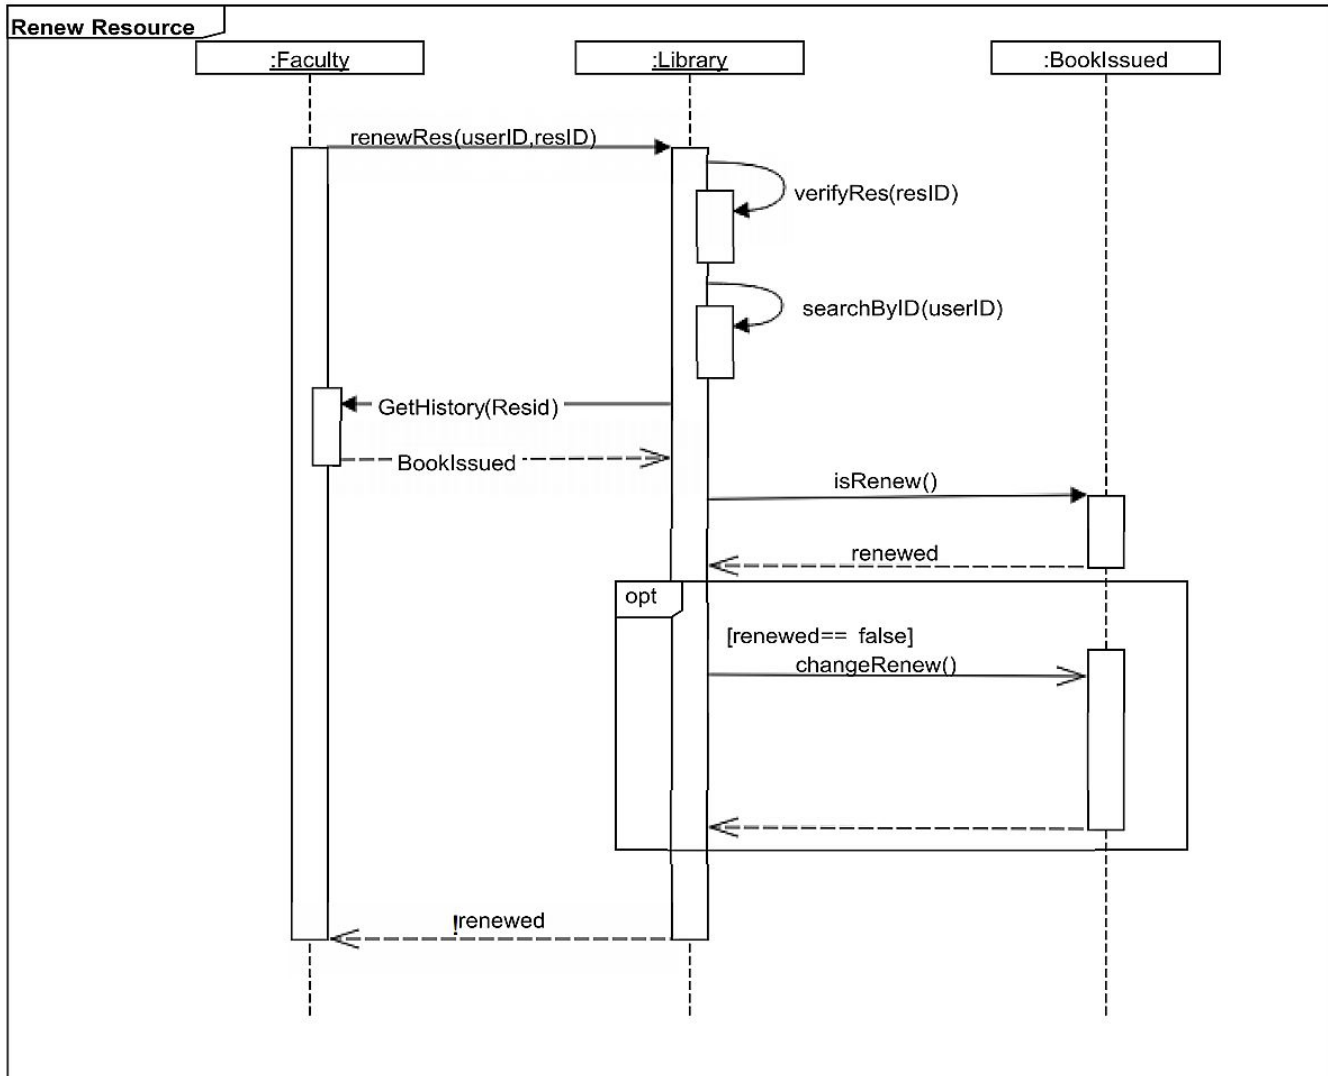 Renew Resource
:Faculty
:Library
:BookIssued
renewRes(userID,resID)
verifyRes(resID)
searchByID(userID)
GetHistory(Resid)
BookIssued
isRenew()
renewed
opt
[renewed== false]
changeRenew()
!renewed